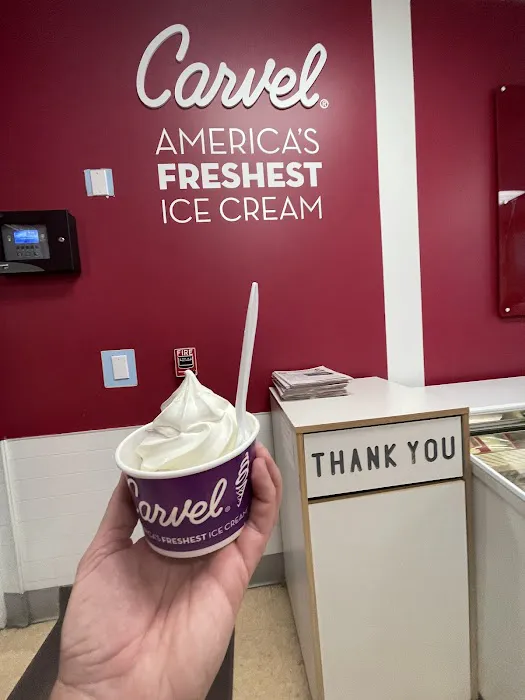 Carvel®
AMERICA'S
FRESHEST
ICE CREAM
FIRE
THANK YOU
Carvel®
FRESHEST ICE CREAM